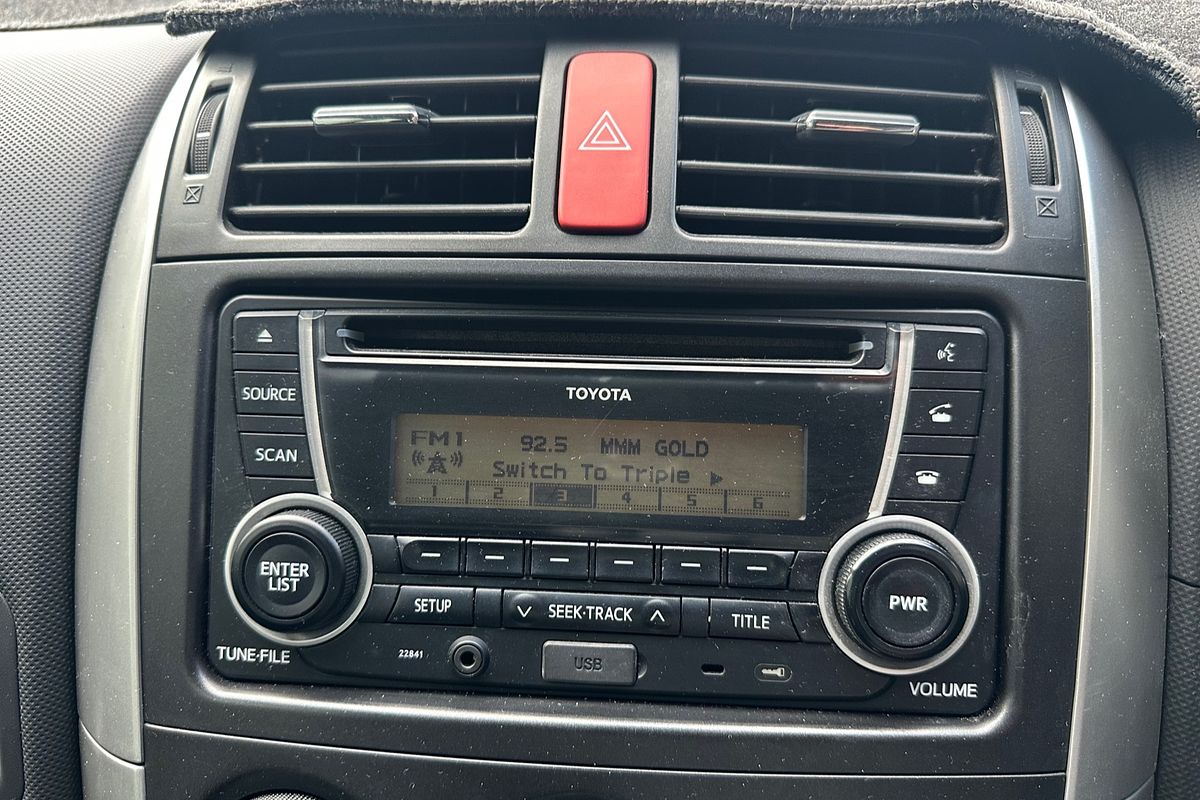 TOYOTA
SOURCE
SCAN
FM1 92.5 MMM GOLD
Switch To Triple
1 2 3 4 5 6
ENTER
LIST
PWR
SETUP
SEEK·TRACK
TITLE
TUNE·FILE
22841
USB
VOLUME